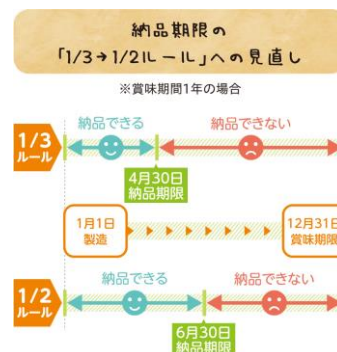 納品期限の
「1/3→1/2ルール」への見直し
※賞味期間1年の場合
1/3
ルール
納品できる
納品できない
4月30日
納品期限
1月1日
製造
12月31日
賞味期限
1/2
ルール
納品できる
納品できない
6月30日
納品期限